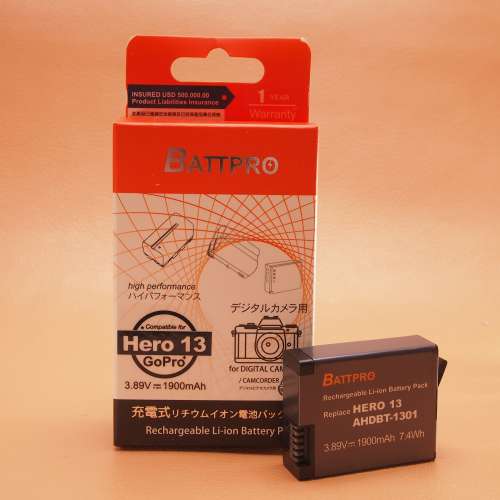 BATTPRO
INSURED USD 500,000.00
Product Liabilities Insurance
1 YEAR
Warranty
BATTPRO
high performance
ハイパフォーマンス
デジタルカメラ用
Compatible for
Hero 13
GoPro
3.89V⎓1900mAh
for DIGITAL CAM
/ CAMCORDER
充電式リチウムイオン電池パック
Rechargeable Li-ion Battery P
BATTPRO
Rechargeable Li-ion Battery Pack
Replace HERO 13
AHDBT-1301
3.89V⎓1900mAh 7.4Wh